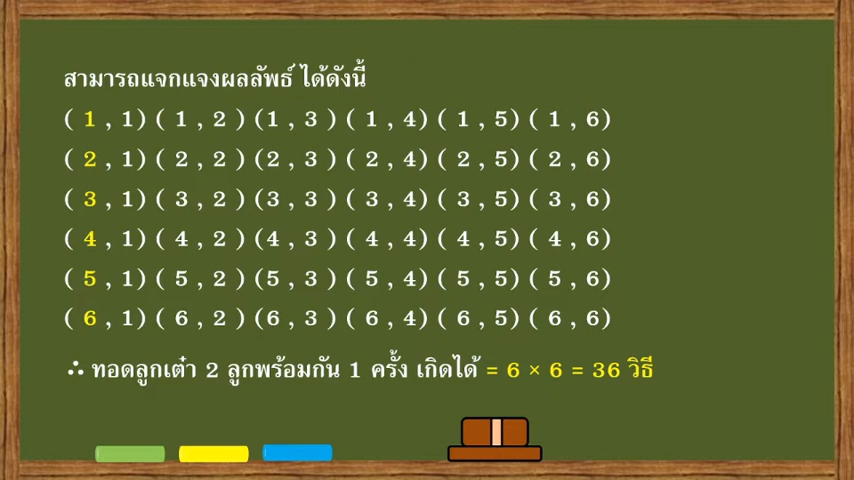 สามารถแจกแจงผลลัพธ์ ได้ดังนี้
( 1 , 1) ( 1 , 2 ) (1 , 3 ) ( 1 , 4) ( 1 , 5) ( 1 , 6)
( 2 , 1) ( 2 , 2 ) (2 , 3 ) ( 2 , 4) ( 2 , 5) ( 2 , 6)
( 3 , 1) ( 3 , 2 ) (3 , 3 ) ( 3 , 4) ( 3 , 5) ( 3 , 6)
( 4 , 1) ( 4 , 2 ) (4 , 3 ) ( 4 , 4) ( 4 , 5) ( 4 , 6)
( 5 , 1) ( 5 , 2 ) (5 , 3 ) ( 5 , 4) ( 5 , 5) ( 5 , 6)
( 6 , 1) ( 6 , 2 ) (6 , 3 ) ( 6 , 4) ( 6 , 5) ( 6 , 6)
∴ ทอดลูกเต๋า 2 ลูกพร้อมกัน 1 ครั้ง เกิดได้ = 6 × 6 = 36 วิธี